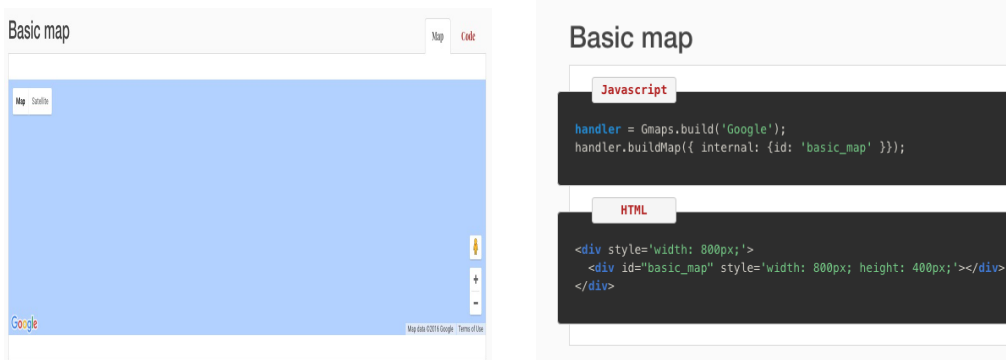 Basic map
Map Code
Map Satellite
+
−
Google
Map data ©2016 Google Terms of Use
Basic map
Javascript
handler = Gmaps.build('Google');
handler.buildMap({ internal: {id: 'basic_map' }});
HTML
<div style='width: 800px;'>
  <div id="basic_map" style='width: 800px; height: 400px;'></div>
</div>